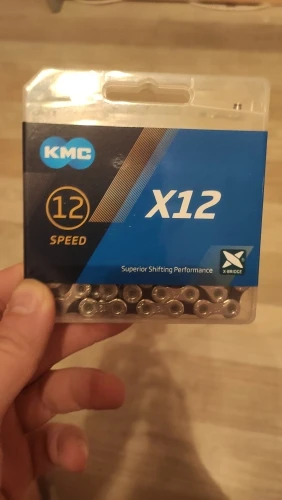 KMC
12
SPEED
X12
Superior Shifting Performance
X-BRIDGE